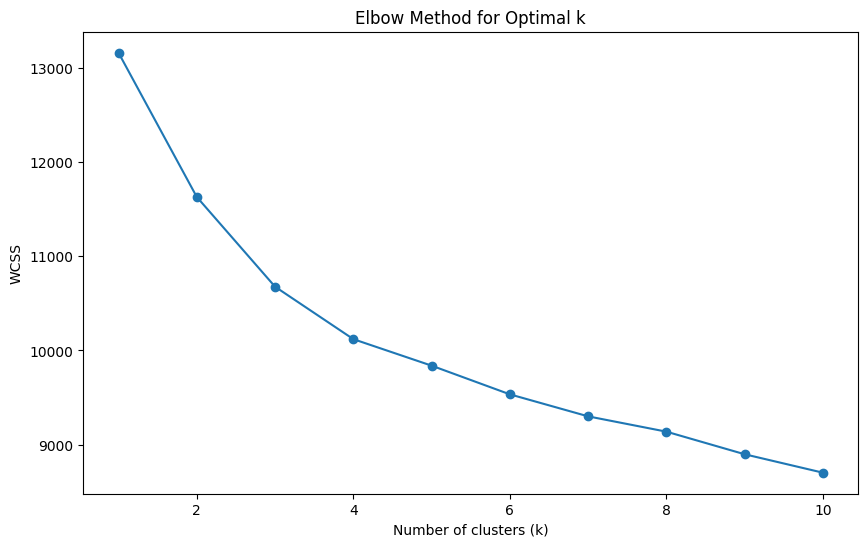 Elbow Method for Optimal k
13000
12000
11000
10000
9000
WCSS
2 4 6 8 10
Number of clusters (k)